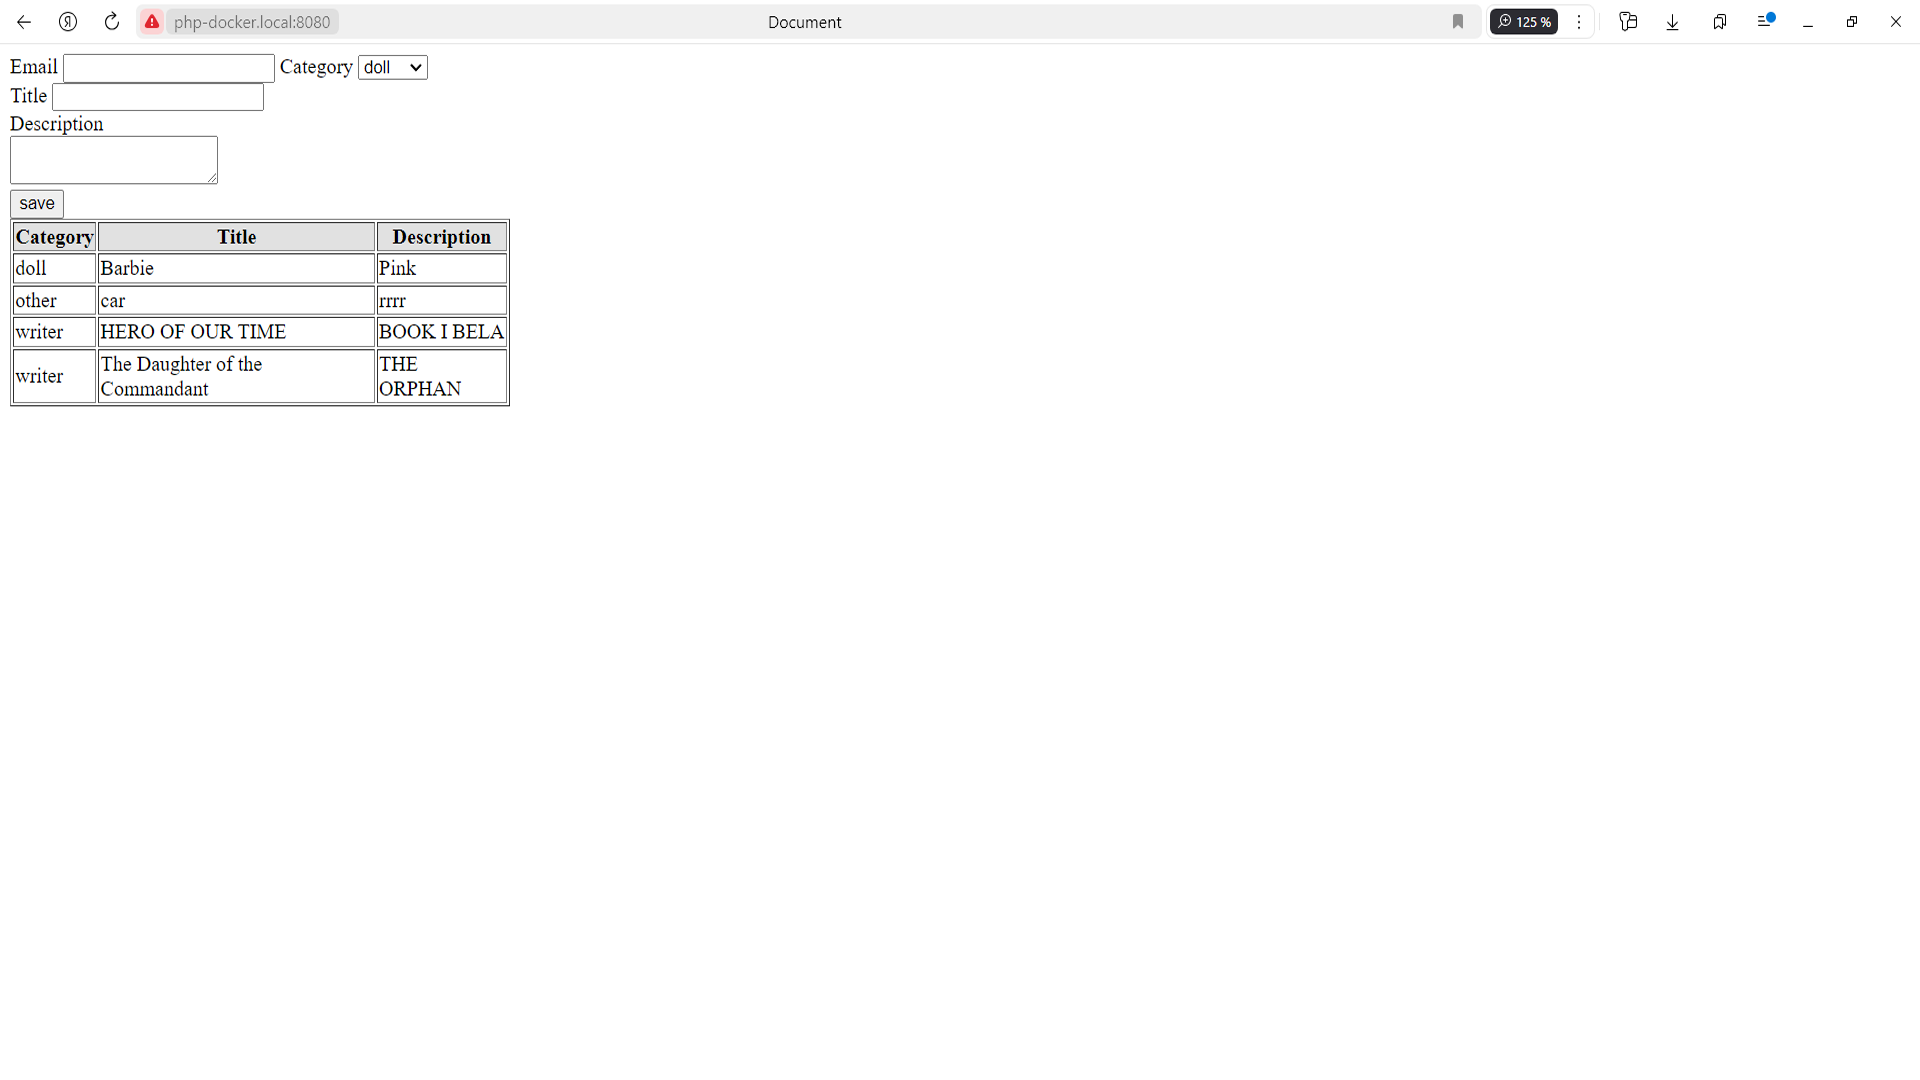 php-docker.local:8080 Document 125 %
Email Category doll
Title
Description
save
Category Title Description
doll Barbie Pink
other car rrrr
writer HERO OF OUR TIME BOOK I BELA
writer The Daughter of the Commandant THE ORPHAN